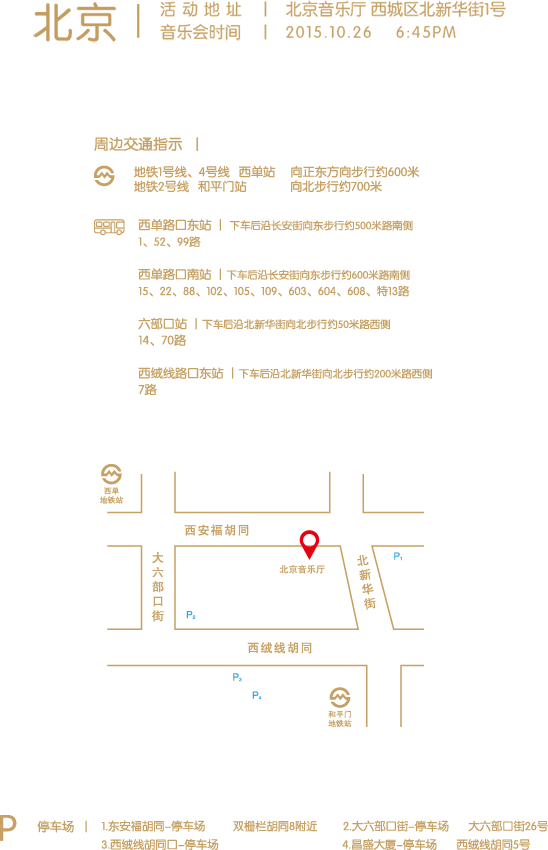 北京 | 活动地址 | 北京音乐厅 西城区北新华街1号
音乐会时间 | 2015.10.26 6:45PM
周边交通指示 |
地铁1号线、4号线 西单站 向正东方向步行约600米
地铁2号线 和平门站 向北步行约700米
西单路口东站 | 下车后沿长安街向东步行约500米路南侧
1、52、99路
西单路口南站 | 下车后沿长安街向东步行约600米路南侧
15、22、88、102、105、109、603、604、608、特13路
六部口站 | 下车后沿北新华街向北步行约50米路西侧
14、70路
西绒线路口东站 | 下车后沿北新华街向北步行约200米路西侧
7路
西单
地铁站
西安福胡同
大六部口街
北京音乐厅
北新华街
P1
P2
西绒线胡同
P3
P4
和平门
地铁站
P 停车场 | 1.东安福胡同-停车场 双栅栏胡同8附近 2.大六部口街-停车场 大六部口街26号
3.西绒线胡同口-停车场 4.昌盛大厦-停车场 西绒线胡同5号